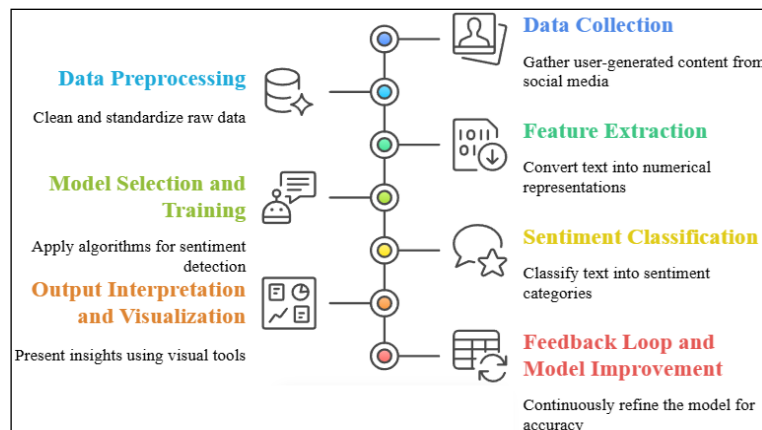 Data Collection
Gather user-generated content from
social media
Data Preprocessing
Clean and standardize raw data
Feature Extraction
Convert text into numerical
representations
Model Selection and
Training
Apply algorithms for sentiment
detection
Sentiment Classification
Classify text into sentiment
categories
Output Interpretation
and Visualization
Present insights using visual tools
Feedback Loop and
Model Improvement
Continuously refine the model for
accuracy